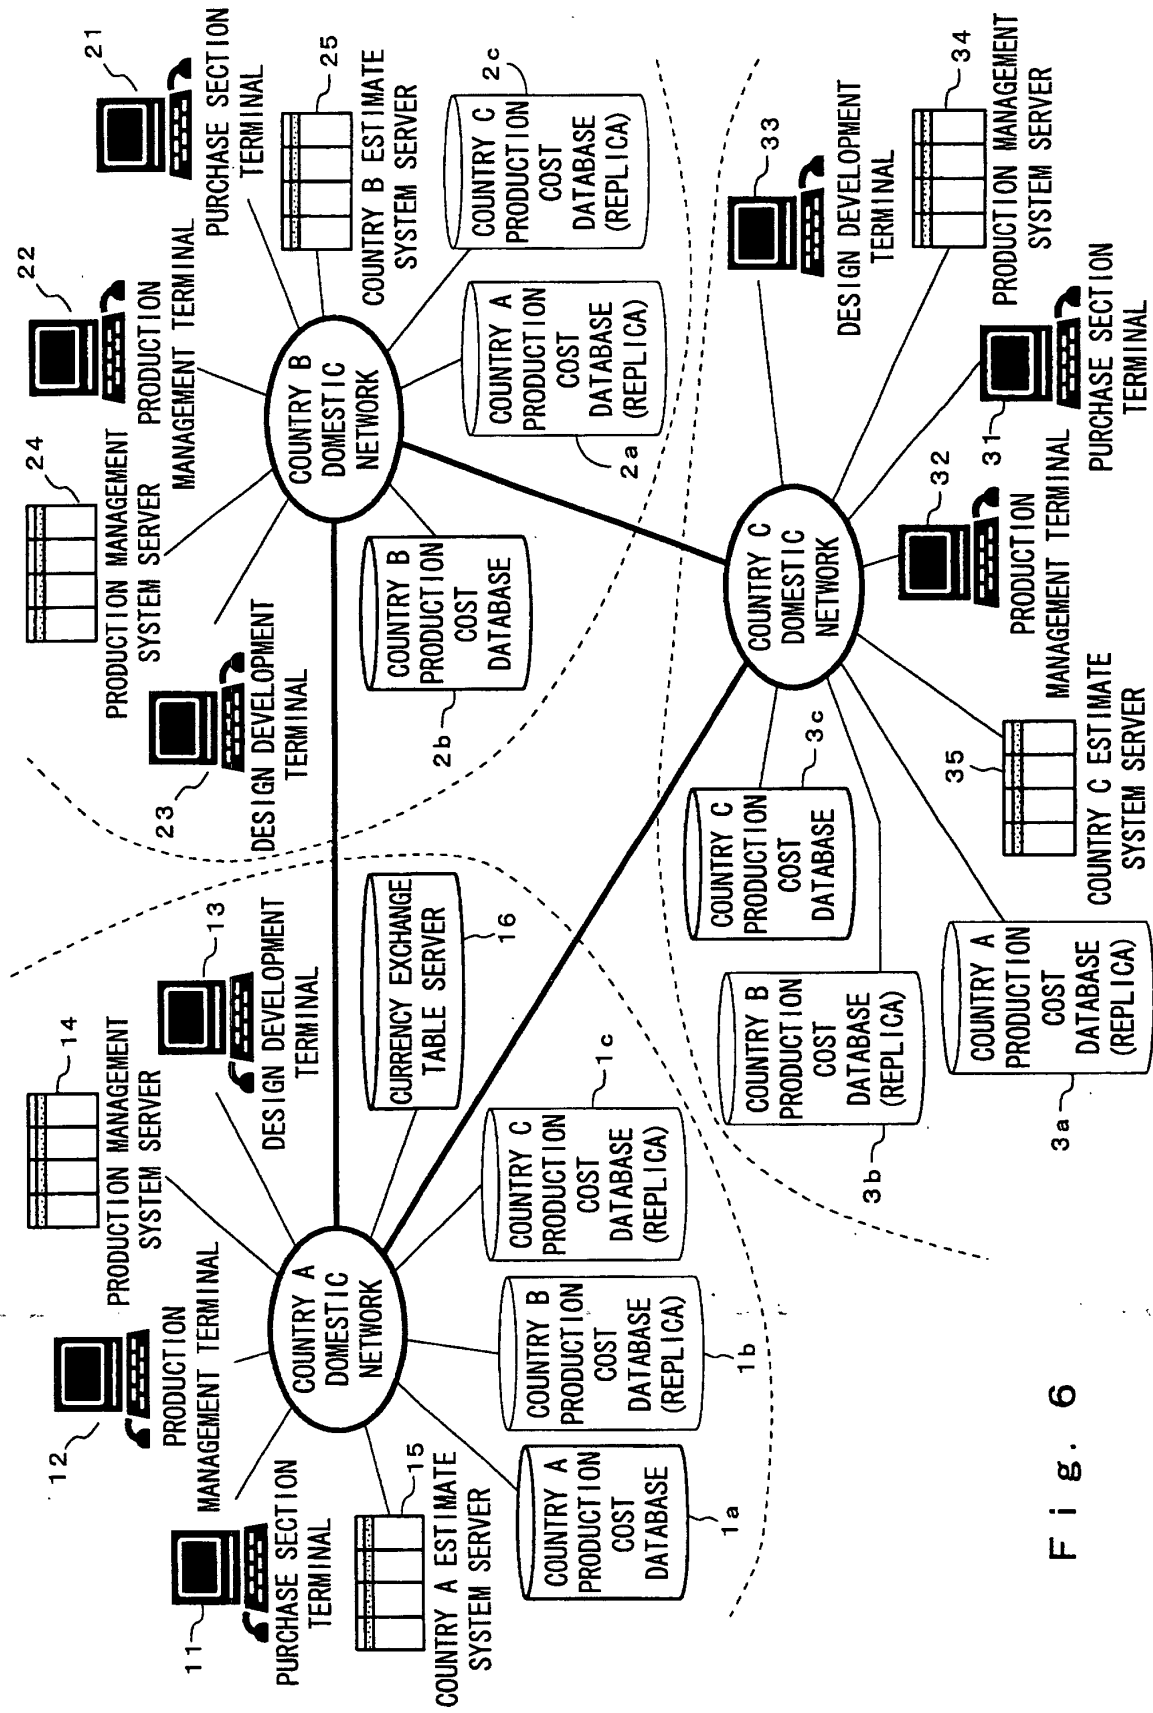 11
PURCHASE SECTION
TERMINAL
12
PRODUCTION
MANAGEMENT TERMINAL
14
PRODUCTION MANAGEMENT
SYSTEM SERVER
13
DESIGN DEVELOPMENT
TERMINAL
15
COUNTRY A ESTIMATE
SYSTEM SERVER
COUNTRY A
DOMESTIC
NETWORK
CURRENCY EXCHANGE
TABLE SERVER
16
COUNTRY A
PRODUCTION
COST
DATABASE
1a
COUNTRY B
PRODUCTION
COST
DATABASE
(REPLICA)
1b
COUNTRY C
PRODUCTION
COST
DATABASE
(REPLICA)
1c
23
DESIGN DEVELOPMENT
TERMINAL
24
PRODUCTION MANAGEMENT
SYSTEM SERVER
22
PRODUCTION
MANAGEMENT TERMINAL
21
PURCHASE SECTION
TERMINAL
25
COUNTRY B ESTIMATE
SYSTEM SERVER
COUNTRY B
DOMESTIC
NETWORK
COUNTRY B
PRODUCTION
COST
DATABASE
2b
COUNTRY A
PRODUCTION
COST
DATABASE
(REPLICA)
2a
COUNTRY C
PRODUCTION
COST
DATABASE
(REPLICA)
2c
COUNTRY C
DOMESTIC
NETWORK
COUNTRY C
PRODUCTION
COST
DATABASE
3c
COUNTRY B
PRODUCTION
COST
DATABASE
(REPLICA)
3b
COUNTRY A
PRODUCTION
COST
DATABASE
(REPLICA)
3a
35
COUNTRY C ESTIMATE
SYSTEM SERVER
32
PRODUCTION
MANAGEMENT TERMINAL
31
PURCHASE SECTION
TERMINAL
33
DESIGN DEVELOPMENT
TERMINAL
34
PRODUCTION MANAGEMENT
SYSTEM SERVER
Fig. 6